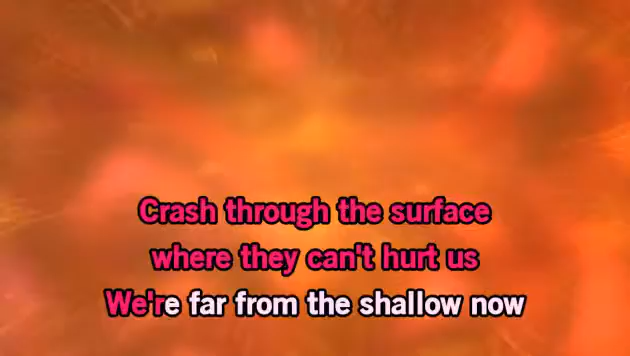 Crash through the surface
where they can't hurt us
We're far from the shallow now